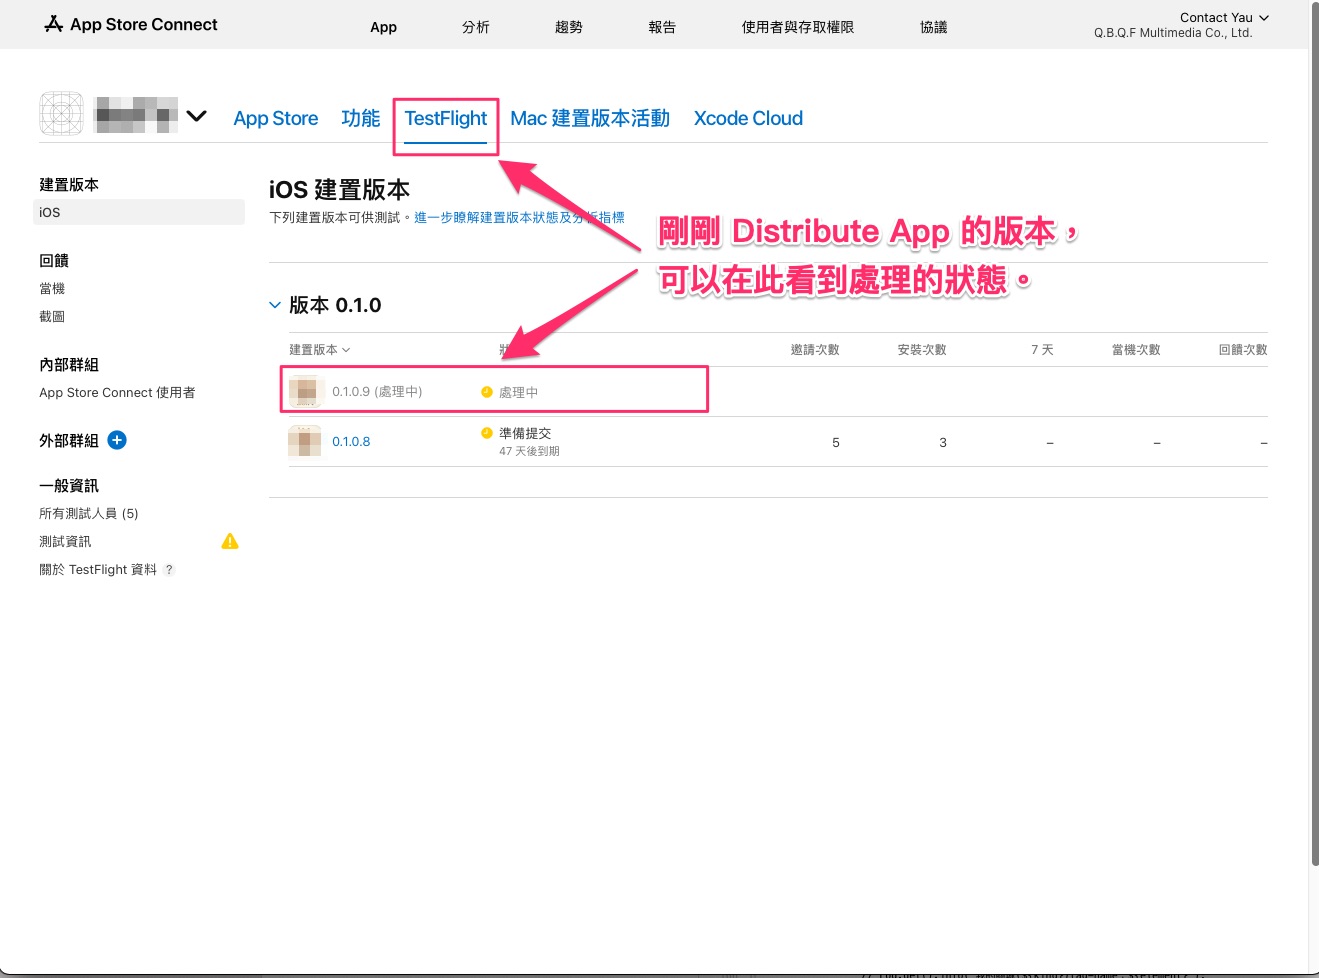 App Store Connect
App 分析 趨勢 報告 使用者與存取權限 協議
Contact Yau
Q.B.Q.F Multimedia Co., Ltd.
App Store 功能 TestFlight Mac 建置版本活動 Xcode Cloud
建置版本
iOS
回饋
當機
截圖
內部群組
App Store Connect 使用者
外部群組
一般資訊
所有測試人員 (5)
測試資訊
關於 TestFlight 資料 ?
iOS 建置版本
下列建置版本可供測試。進一步瞭解建置版本狀態及分析指標
剛剛 Distribute App 的版本，
可以在此看到處理的狀態。
版本 0.1.0
建置版本 邀請次數 安裝次數 7 天 當機次數 回饋次數
0.1.0.9 (處理中) 處理中
0.1.0.8 準備提交 5 3 – – –
47 天後到期